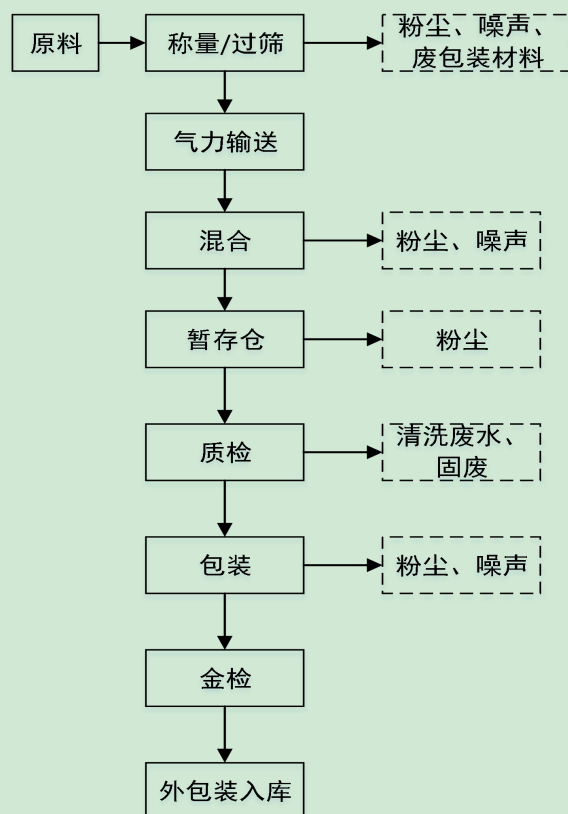 原料
称量/过筛
粉尘、噪声、
废包装材料
气力输送
混合
粉尘、噪声
暂存仓
粉尘
质检
清洗废水、
固废
包装
粉尘、噪声
金检
外包装入库